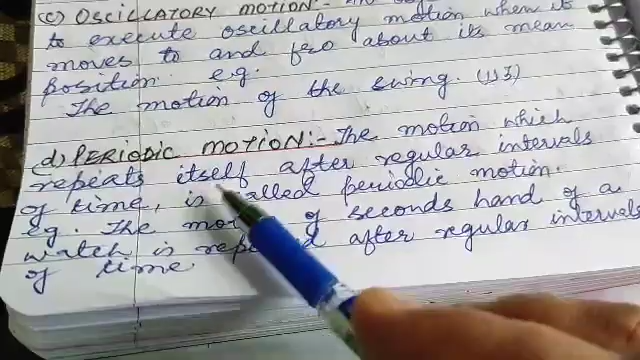 (c) OSCILLATORY MOTION:-
to execute oscillatory motion when it
moves to and fro about its mean
position. e.g.
The motion of the swing. (113)
d) PERIODIC MOTION:- The motion which
repeats itself after regular intervals
of time, is called periodic motion.
eg. The of seconds hand of a
watch is after regular intervals
of time.